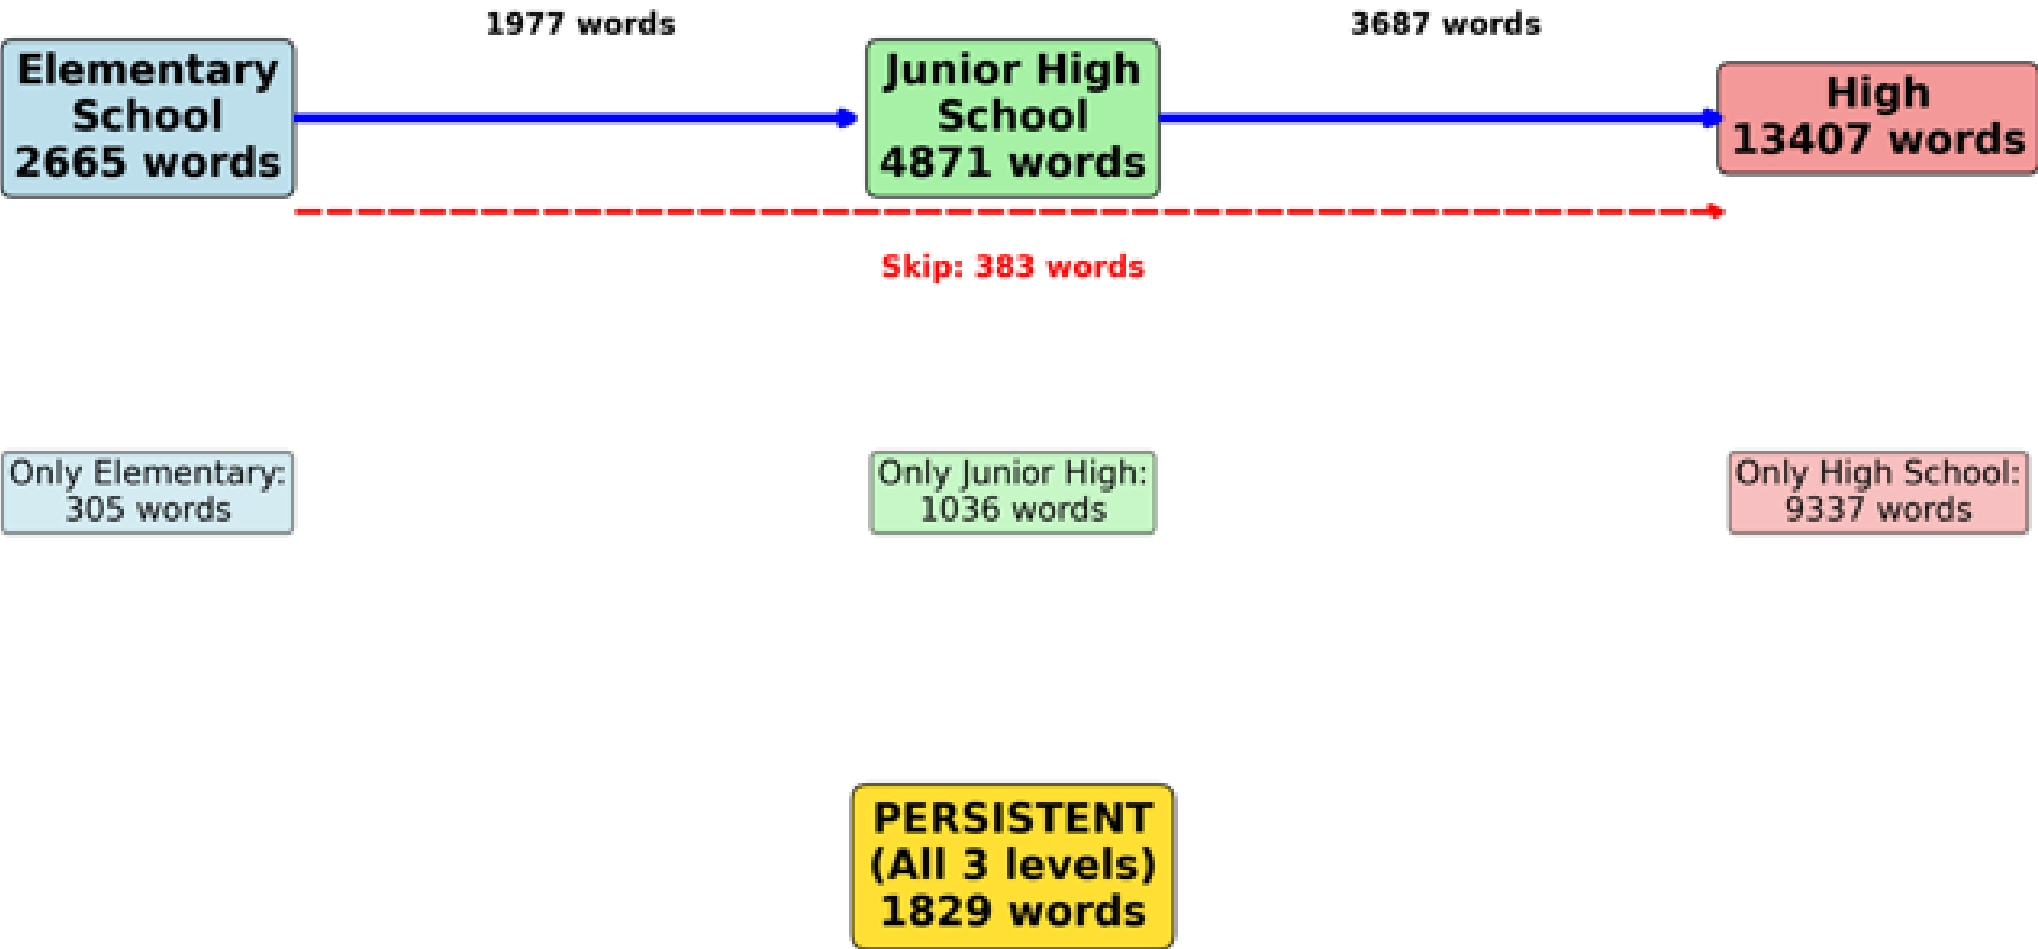 1977 words
3687 words
Elementary
School
2665 words
Junior High
School
4871 words
High
13407 words
Skip: 383 words
Only Elementary:
305 words
Only Junior High:
1036 words
Only High School:
9337 words
PERSISTENT
(All 3 levels)
1829 words